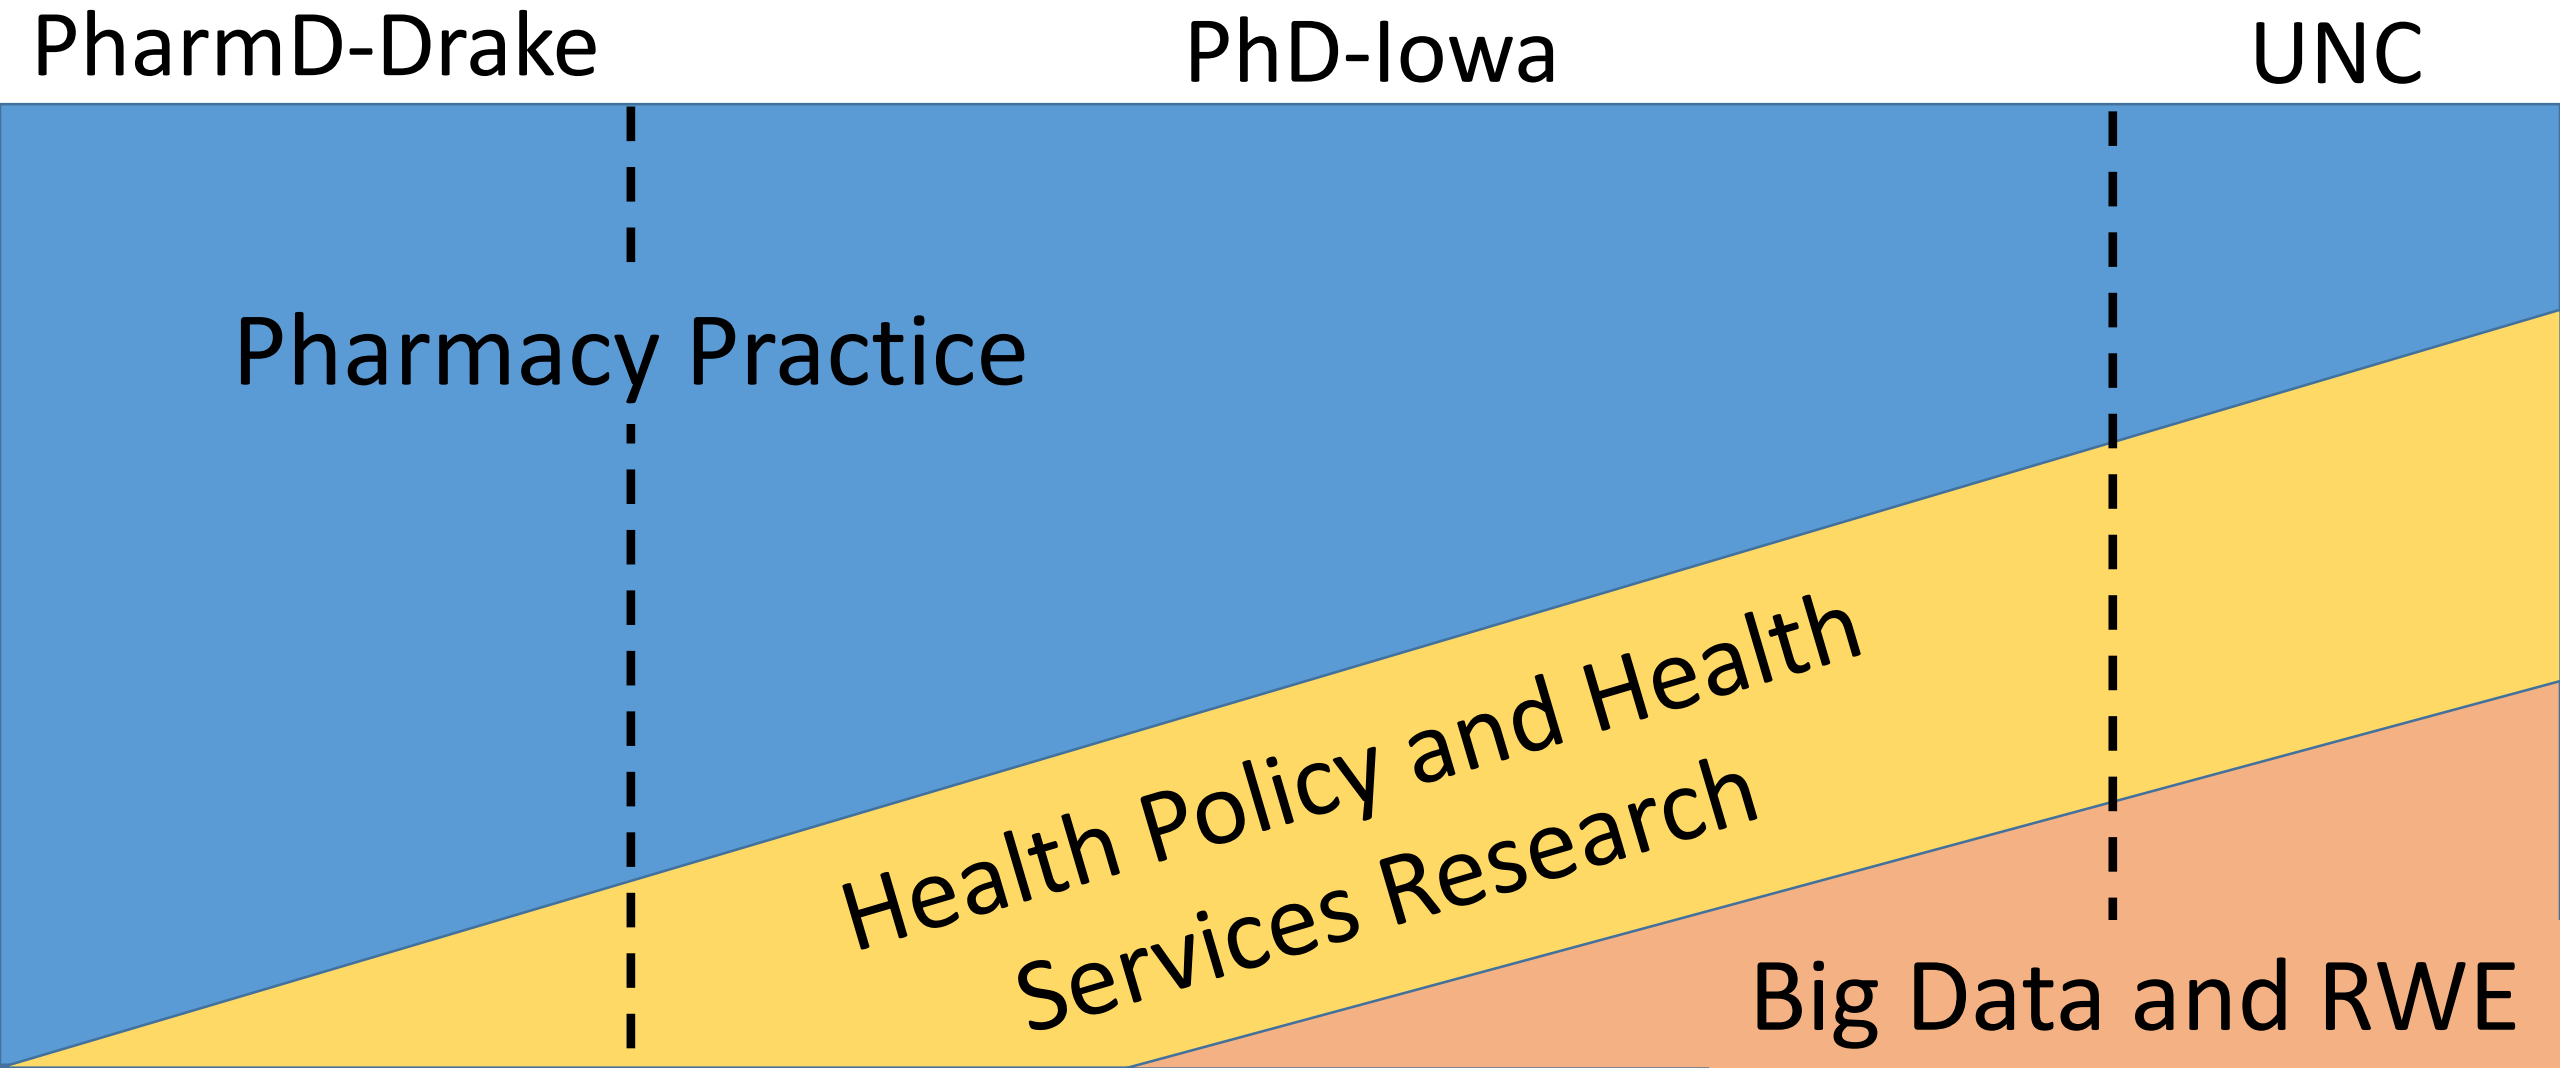 PharmD-Drake
PhD-Iowa
UNC
Pharmacy Practice
Health Policy and Health
Services Research
Big Data and RWE